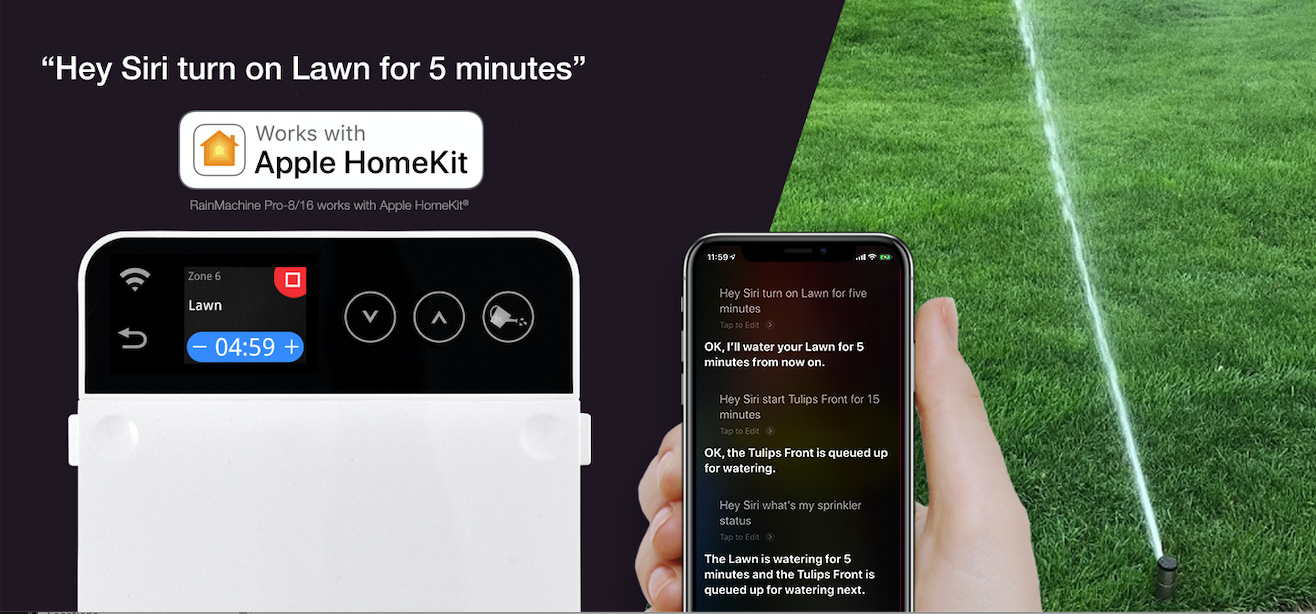 “Hey Siri turn on Lawn for 5 minutes”
Works with
Apple HomeKit
RainMachine Pro-8/16 works with Apple HomeKit®
Zone 6
Lawn
− 04:59 +
11:59
Hey Siri turn on Lawn for five
minutes
Tap to Edit
OK, I’ll water your Lawn for 5
minutes from now on.
Hey Siri start Tulips Front for 15
minutes
Tap to Edit
OK, the Tulips Front is queued up
for watering.
Hey Siri what's my sprinkler
status
Tap to Edit
The Lawn is watering for 5
minutes and the Tulips Front is
queued up for watering next.